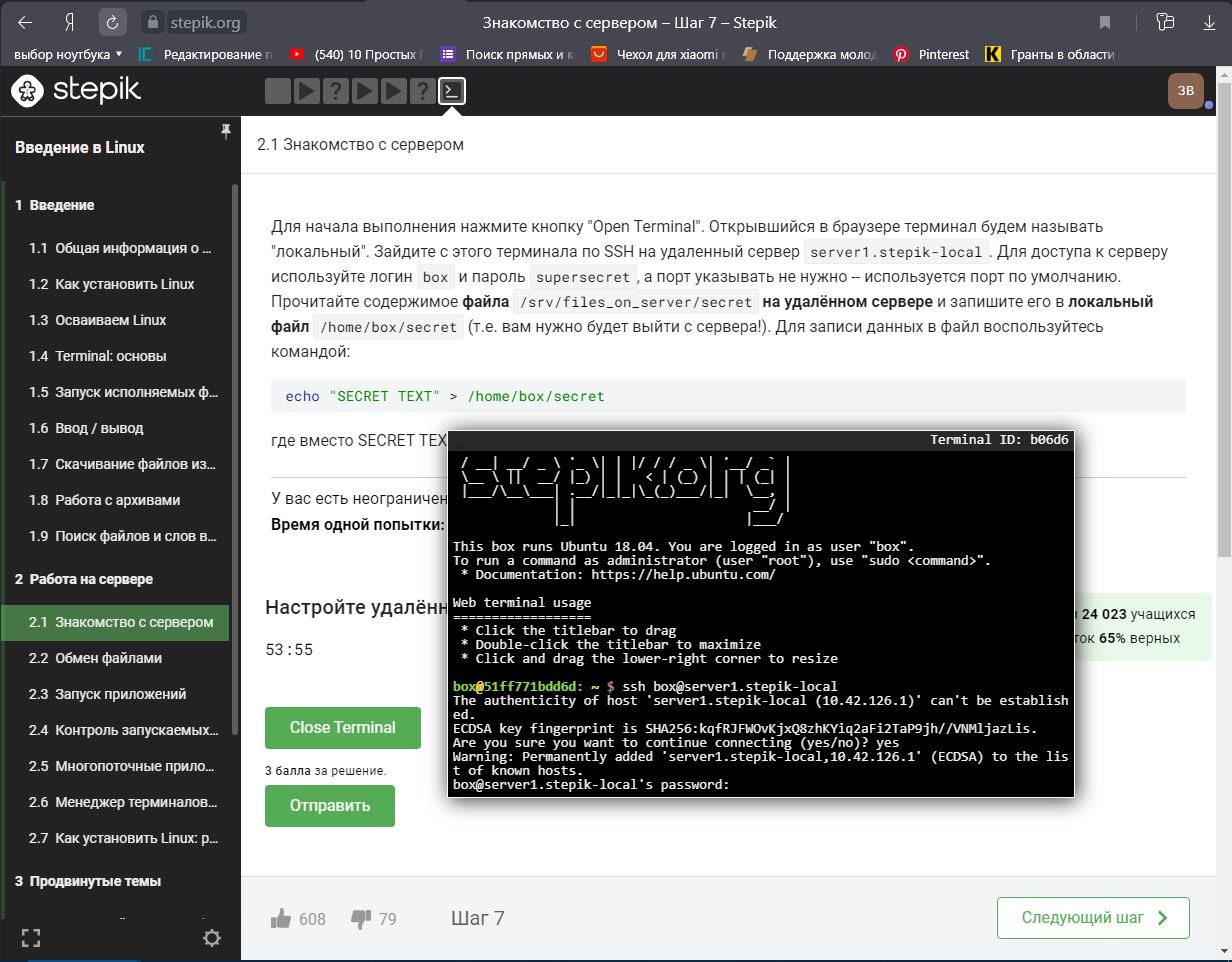 stepik.org
Знакомство с сервером – Шаг 7 – Stepik
выбор ноутбука
Редактирование
(540) 10 Простых
Поиск прямых и к
Чехол для xiaomi
Поддержка молод
Pinterest
Гранты в области
stepik
ЗВ
Введение в Linux
2.1 Знакомство с сервером
1 Введение
1.1 Общая информация о ...
1.2 Как установить Linux
1.3 Осваиваем Linux
1.4 Terminal: основы
1.5 Запуск исполняемых ф...
1.6 Ввод / вывод
1.7 Скачивание файлов из...
1.8 Работа с архивами
1.9 Поиск файлов и слов в...
2 Работа на сервере
2.1 Знакомство с сервером
2.2 Обмен файлами
2.3 Запуск приложений
2.4 Контроль запускаемых...
2.5 Многопоточные прило...
2.6 Менеджер терминалов...
2.7 Как установить Linux: р...
3 Продвинутые темы
Для начала выполнения нажмите кнопку "Open Terminal". Открывшийся в браузере терминал будем называть
"локальный". Зайдите с этого терминала по SSH на удаленный сервер server1.stepik-local. Для доступа к серверу
используйте логин box и пароль supersecret, а порт указывать не нужно -- используется порт по умолчанию.
Прочитайте содержимое файла /srv/files_on_server/secret на удалённом сервере и запишите его в локальный
файл /home/box/secret (т.е. вам нужно будет выйти с сервера!). Для записи данных в файл воспользуйтесь
командой:
echo "SECRET TEXT" > /home/box/secret
где вместо SECRET TEX
У вас есть неограничен
Время одной попытки:
Настройте удалённ
53:55
24 023 учащихся
ток 65% верных
Close Terminal
3 балла за решение.
Отправить
Terminal ID: b06d6
This box runs Ubuntu 18.04. You are logged in as user "box".
To run a command as administrator (user "root"), use "sudo <command>".
* Documentation: https://help.ubuntu.com/
Web terminal usage
==================
* Click the titlebar to drag
* Double-click the titlebar to maximize
* Click and drag the lower-right corner to resize
box@51ff771bdd6d: ~ $ ssh box@server1.stepik-local
The authenticity of host 'server1.stepik-local (10.42.126.1)' can't be establish
ed.
ECDSA key fingerprint is SHA256:kqfRJFWOvKjxQ8zhKYiq2aFi2TaP9jh//VNMljazLis.
Are you sure you want to continue connecting (yes/no)? yes
Warning: Permanently added 'server1.stepik-local,10.42.126.1' (ECDSA) to the lis
t of known hosts.
box@server1.stepik-local's password:
608
79
Шаг 7
Следующий шаг